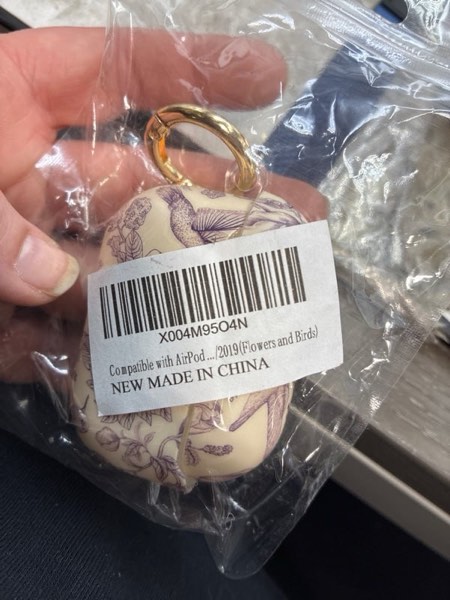 X004M95O4N
Compatible with AirPod .../2019(Flowers and Birds)
NEW MADE IN CHINA